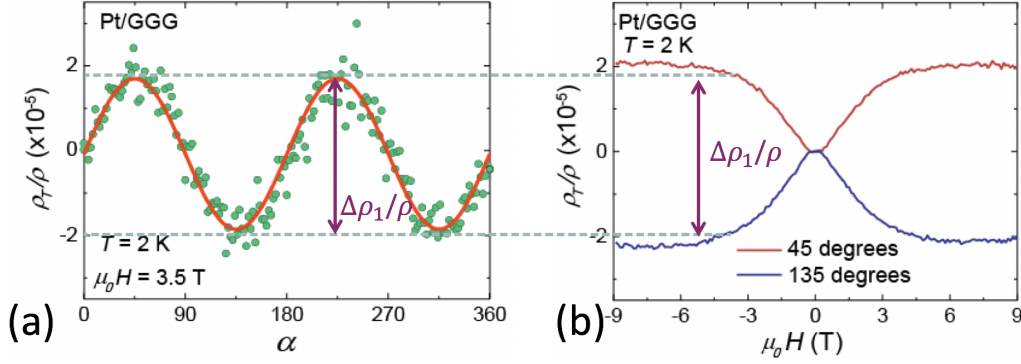 Pt/GGG
2
0
-2
ρT/ρ (x10⁻⁵)
Δρ₁/ρ
T = 2 K
μ₀H = 3.5 T
0
90
180
270
360
α
(a)
Pt/GGG
T = 2 K
2
0
-2
ρT/ρ (x10⁻⁵)
Δρ₁/ρ
45 degrees
135 degrees
-9
-6
-3
0
3
6
9
μ₀H (T)
(b)